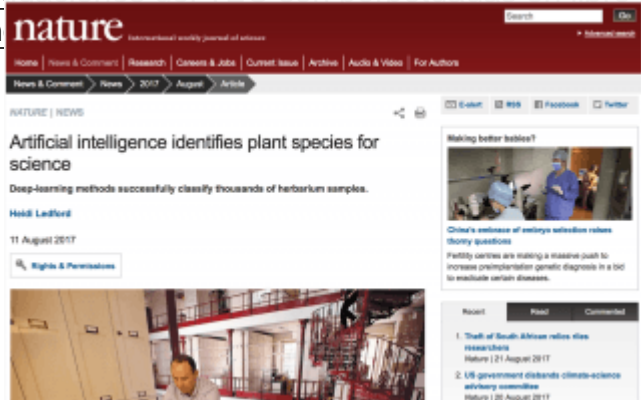 nature
International weekly journal of science
Search
Go
Advanced search
Home | News & Comment | Research | Careers & Jobs | Current Issue | Archive | Audio & Video | For Authors
News & Comment
News
2017
August
Article
NATURE | NEWS
E-alert
RSS
Facebook
Twitter
Artificial intelligence identifies plant species for
science
Deep-learning methods successfully classify thousands of herbarium samples.
Heidi Ledford
11 August 2017
Rights & Permissions
Making better babies?
China's embrace of embryo selection raises
thorny questions
Fertility centres are making a massive push to
increase preimplantation genetic diagnosis in a bid
to eradicate certain diseases.
Recent
Read
Commented
1. Theft of South African relics riles
researchers
Nature | 21 August 2017
2. US government disbands climate-science
advisory committee
Nature | 20 August 2017